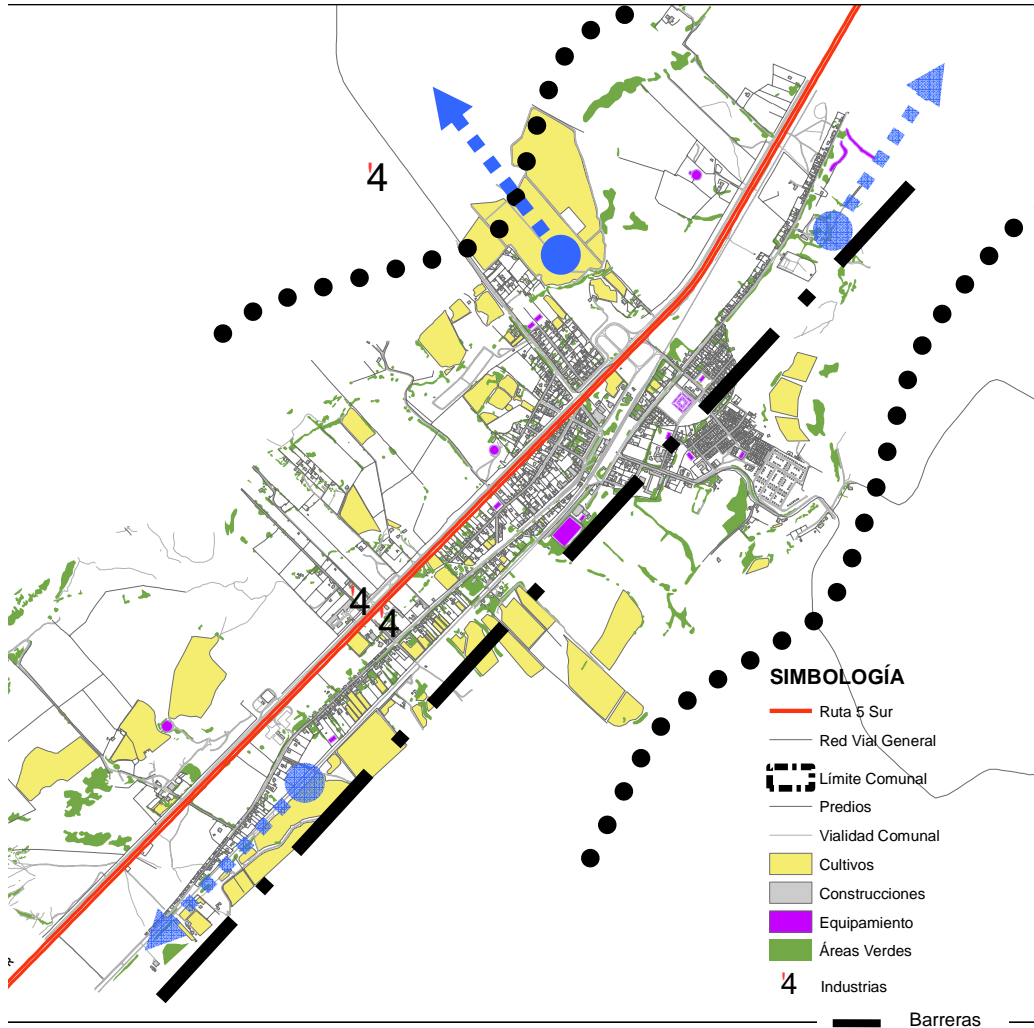 4
4
4
SIMBOLOGÍA
Ruta 5 Sur
Red Vial General
Límite Comunal
Predios
Vialidad Comunal
Cultivos
Construcciones
Equipamiento
Áreas Verdes
4 Industrias
Barreras